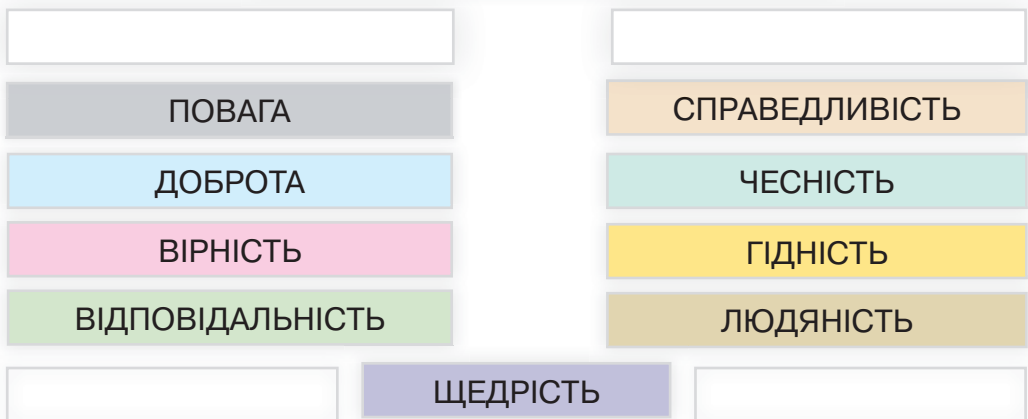 ПОВАГА
ДОБРОТА
ВІРНІСТЬ
ВІДПОВІДАЛЬНІСТЬ
СПРАВЕДЛИВІСТЬ
ЧЕСНІСТЬ
ГІДНІСТЬ
ЛЮДЯНІСТЬ
ЩЕДРІСТЬ